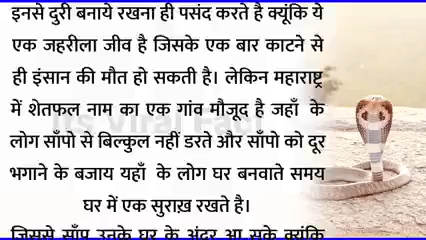 इनसे दुरी बनाये रखना ही पसंद करते है क्यूंकि ये
एक जहरीला जीव है जिसके एक बार काटने से
ही इंसान की मौत हो सकती है। लेकिन महाराष्ट्र
में शेतफल नाम का एक गांव मौजूद है जहाँ के
लोग साँपो से बिल्कुल नहीं डरते और साँपो को दूर
भगाने के बजाय यहाँ के लोग घर बनवाते समय
घर में एक सुराख़ रखते है।
जिससे साँप उनके घर के अंदर आ सके क्यूंकि